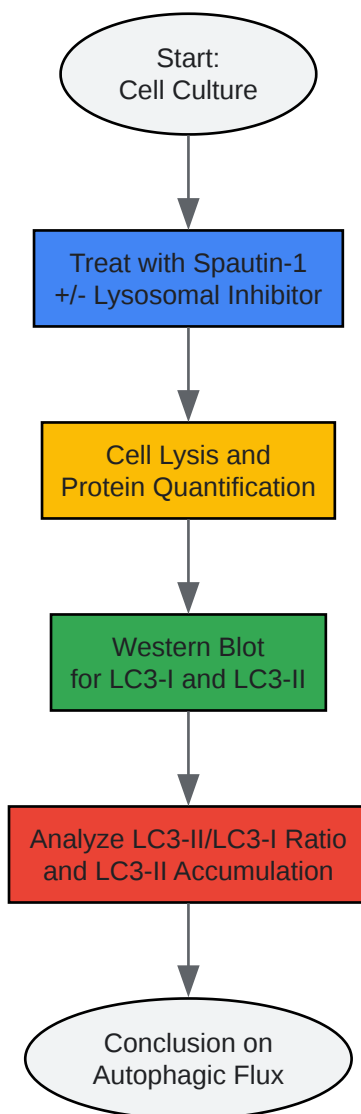 Start:
Cell Culture
Treat with Spautin-1
+/- Lysosomal Inhibitor
Cell Lysis and
Protein Quantification
Western Blot
for LC3-I and LC3-II
Analyze LC3-II/LC3-I Ratio
and LC3-II Accumulation
Conclusion on
Autophagic Flux